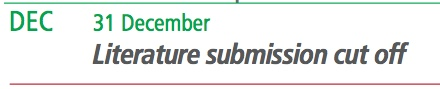 DEC 31 December
Literature submission cut off